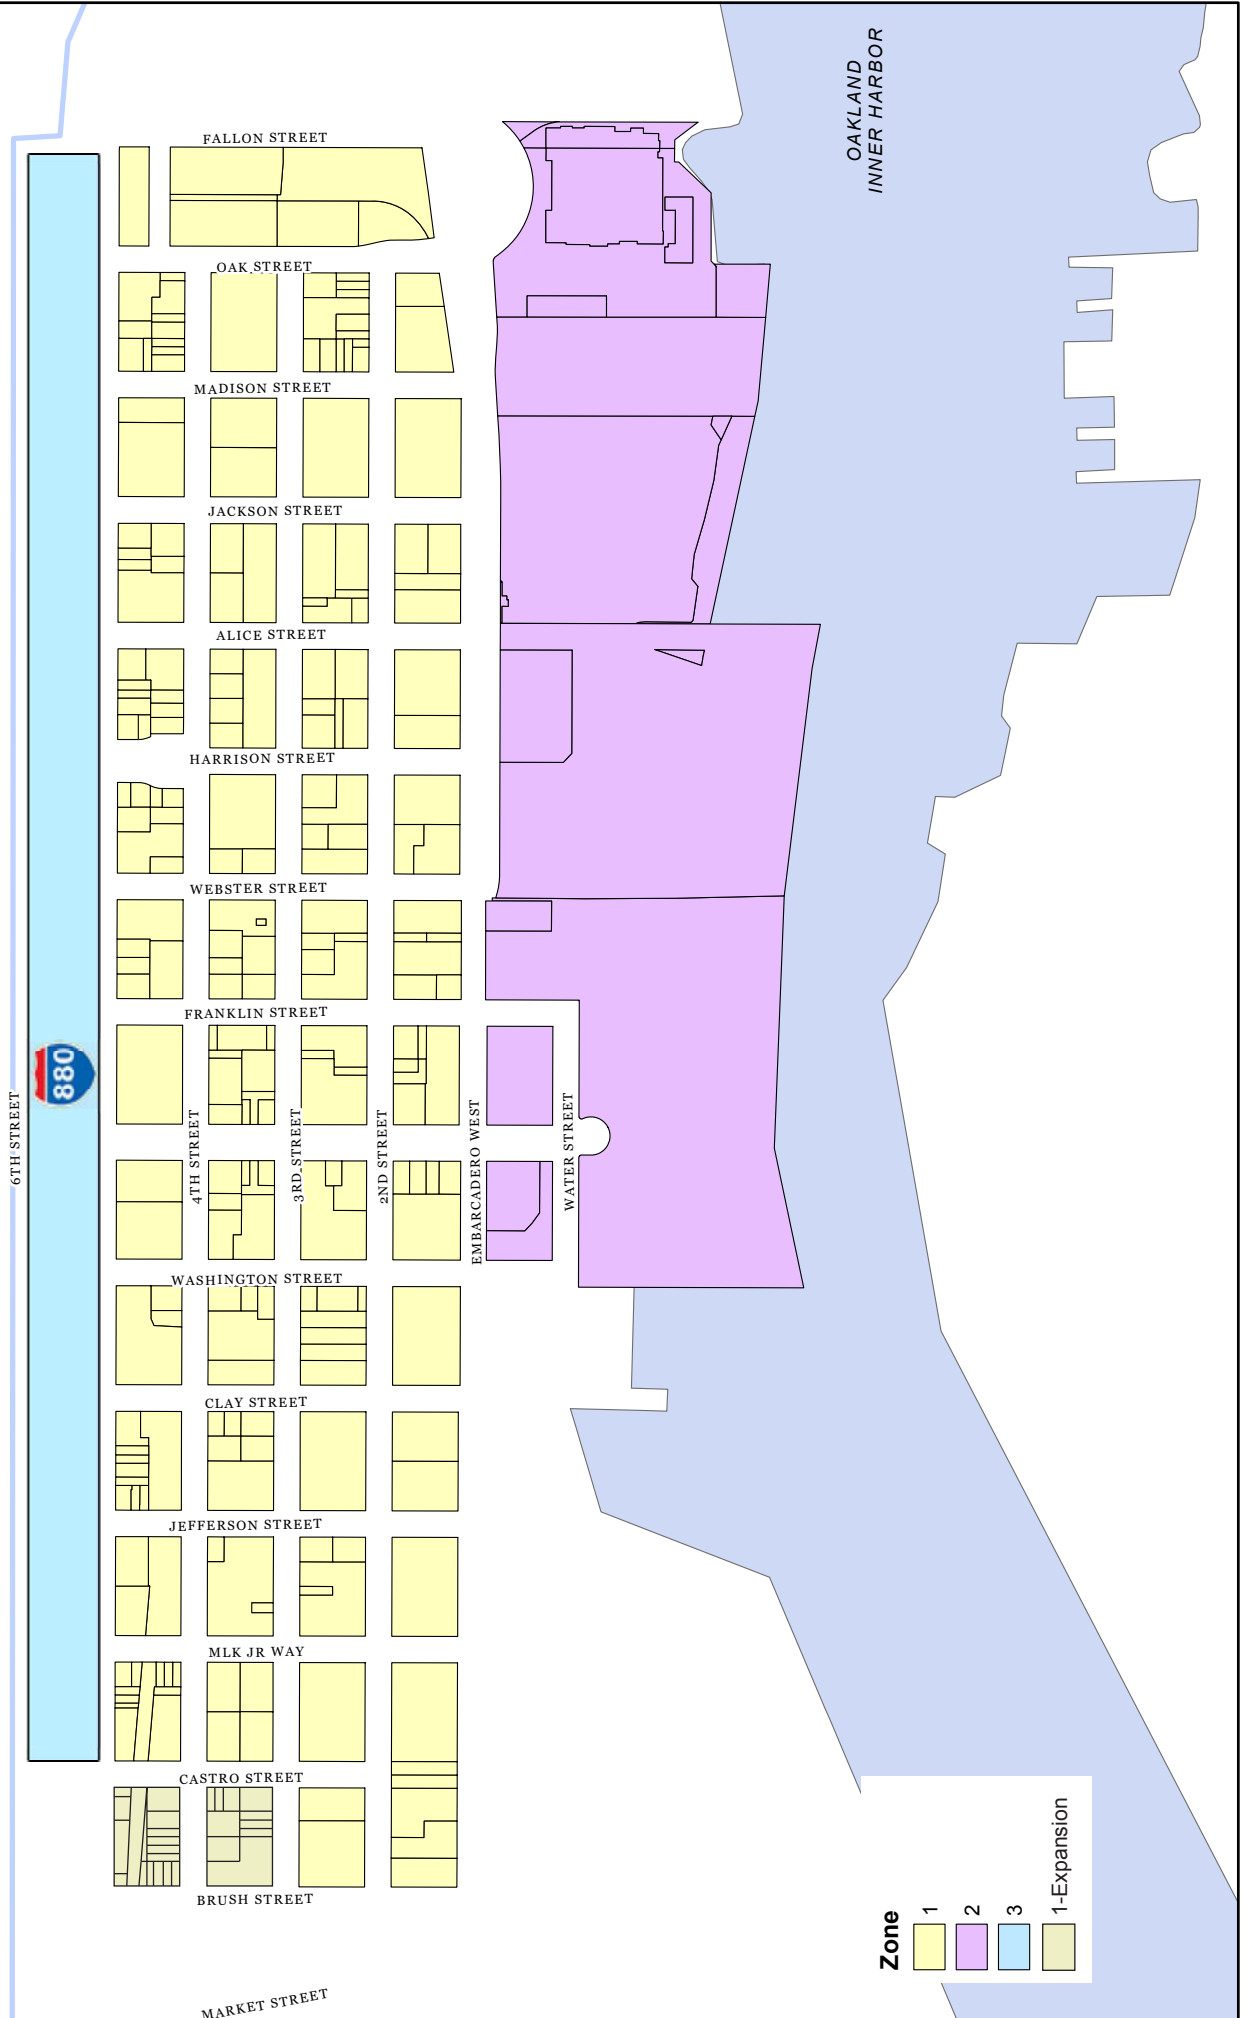 OAKLAND
INNER HARBOR
FALLON STREET
OAK STREET
MADISON STREET
JACKSON STREET
ALICE STREET
HARRISON STREET
WEBSTER STREET
FRANKLIN STREET
880
6TH STREET
4TH STREET
3RD STREET
2ND STREET
EMBARCADERO WEST
WATER STREET
WASHINGTON STREET
CLAY STREET
JEFFERSON STREET
MLK JR WAY
CASTRO STREET
BRUSH STREET
MARKET STREET
Zone
1
2
3
1-Expansion